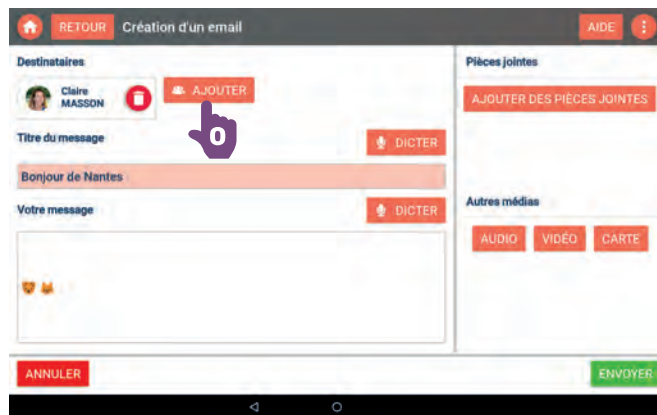 RETOUR Création d'un email AIDE
Destinataires
Claire
MASSON
AJOUTER
0
Titre du message
DICTER
Bonjour de Nantes
Votre message
DICTER
Pièces jointes
AJOUTER DES PIÈCES JOINTES
Autres médias
AUDIO VIDÉO CARTE
ANNULER
ENVOYER